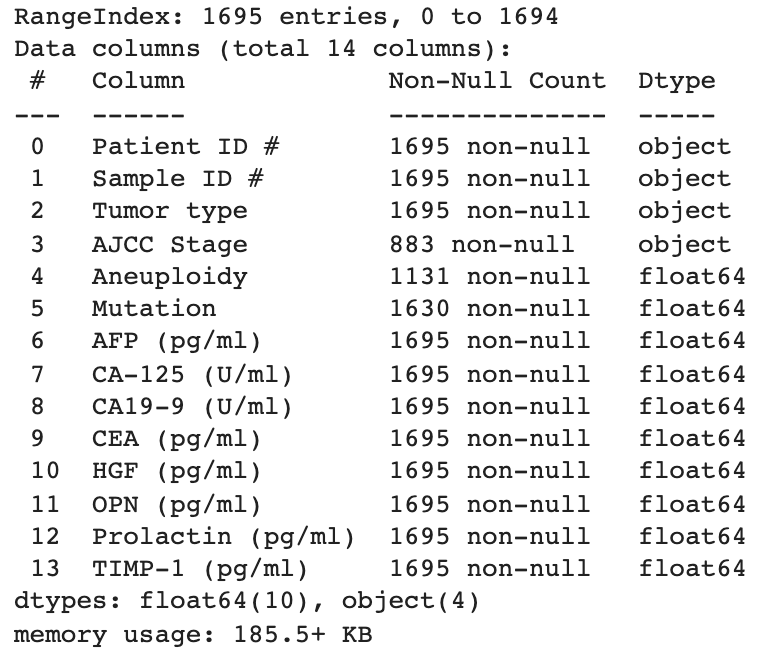 RangeIndex: 1695 entries, 0 to 1694
Data columns (total 14 columns):
 #   Column             Non-Null Count  Dtype
---  ------             --------------  -----
 0   Patient ID #       1695 non-null   object
 1   Sample ID #        1695 non-null   object
 2   Tumor type         1695 non-null   object
 3   AJCC Stage         883 non-null    object
 4   Aneuploidy         1131 non-null   float64
 5   Mutation           1630 non-null   float64
 6   AFP (pg/ml)        1695 non-null   float64
 7   CA-125 (U/ml)      1695 non-null   float64
 8   CA19-9 (U/ml)      1695 non-null   float64
 9   CEA (pg/ml)        1695 non-null   float64
 10  HGF (pg/ml)        1695 non-null   float64
 11  OPN (pg/ml)        1695 non-null   float64
 12  Prolactin (pg/ml)  1695 non-null   float64
 13  TIMP-1 (pg/ml)     1695 non-null   float64
dtypes: float64(10), object(4)
memory usage: 185.5+ KB